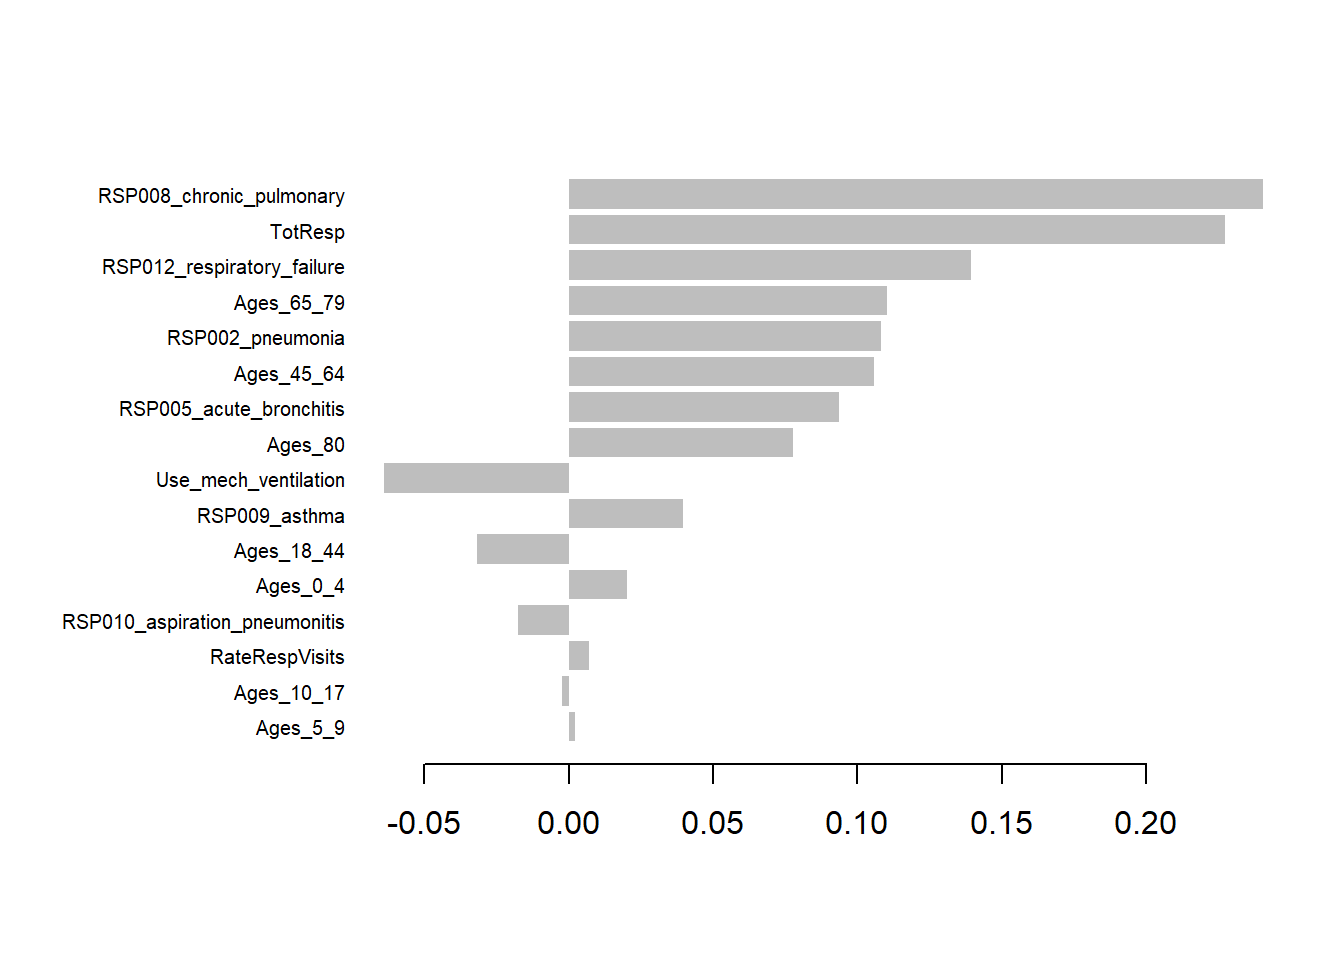 RSP008_chronic_pulmonary
TotResp
RSP012_respiratory_failure
Ages_65_79
RSP002_pneumonia
Ages_45_64
RSP005_acute_bronchitis
Ages_80
Use_mech_ventilation
RSP009_asthma
Ages_18_44
Ages_0_4
RSP010_aspiration_pneumonitis
RateRespVisits
Ages_10_17
Ages_5_9
-0.05 0.00 0.05 0.10 0.15 0.20